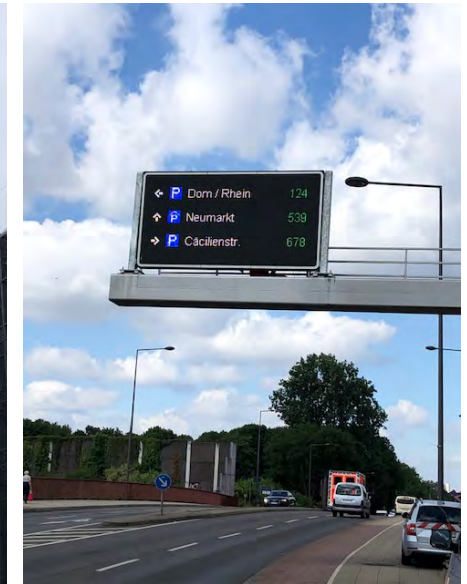 ← P Dom / Rhein 124
↑ P Neumarkt 539
→ P Cäcilienstr. 678